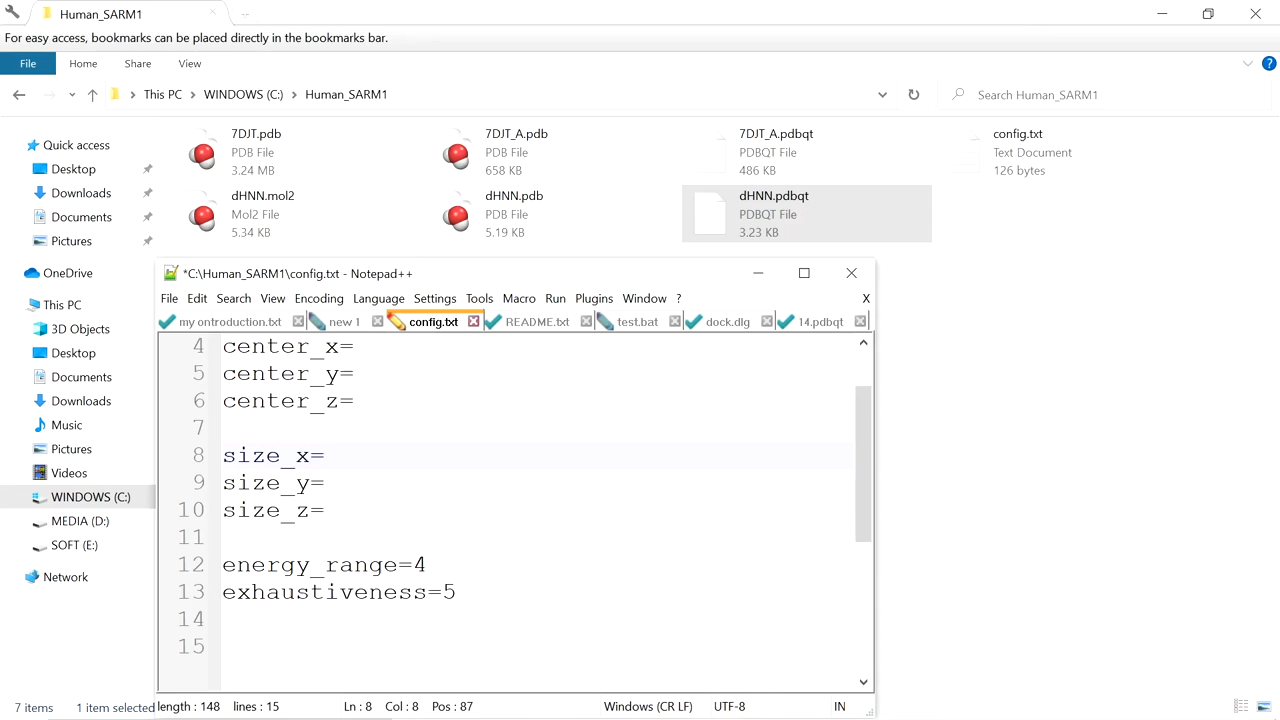 Human_SARM1
For easy access, bookmarks can be placed directly in the bookmarks bar.
File Home Share View
This PC WINDOWS (C:) Human_SARM1 Search Human_SARM1
Quick access
Desktop
Downloads
Documents
Pictures
OneDrive
This PC
3D Objects
Desktop
Documents
Downloads
Music
Pictures
Videos
WINDOWS (C:)
MEDIA (D:)
SOFT (E:)
Network
7DJT.pdb
PDB File
3.24 MB
7DJT_A.pdb
PDB File
658 KB
7DJT_A.pdbqt
PDBQT File
486 KB
config.txt
Text Document
126 bytes
dHNN.mol2
Mol2 File
5.34 KB
dHNN.pdb
PDB File
5.19 KB
dHNN.pdbqt
PDBQT File
3.23 KB
*C:\Human_SARM1\config.txt - Notepad++
File Edit Search View Encoding Language Settings Tools Macro Run Plugins Window ? X
my ontroduction.txt new 1 config.txt README.txt test.bat dock.dlg 14.pdbqt
4 center_x=
5 center_y=
6 center_z=
7
8 size_x=
9 size_y=
10 size_z=
11
12 energy_range=4
13 exhaustiveness=5
14
15
length : 148 lines : 15 Ln : 8 Col : 8 Pos : 87 Windows (CR LF) UTF-8 IN
7 items 1 item selected